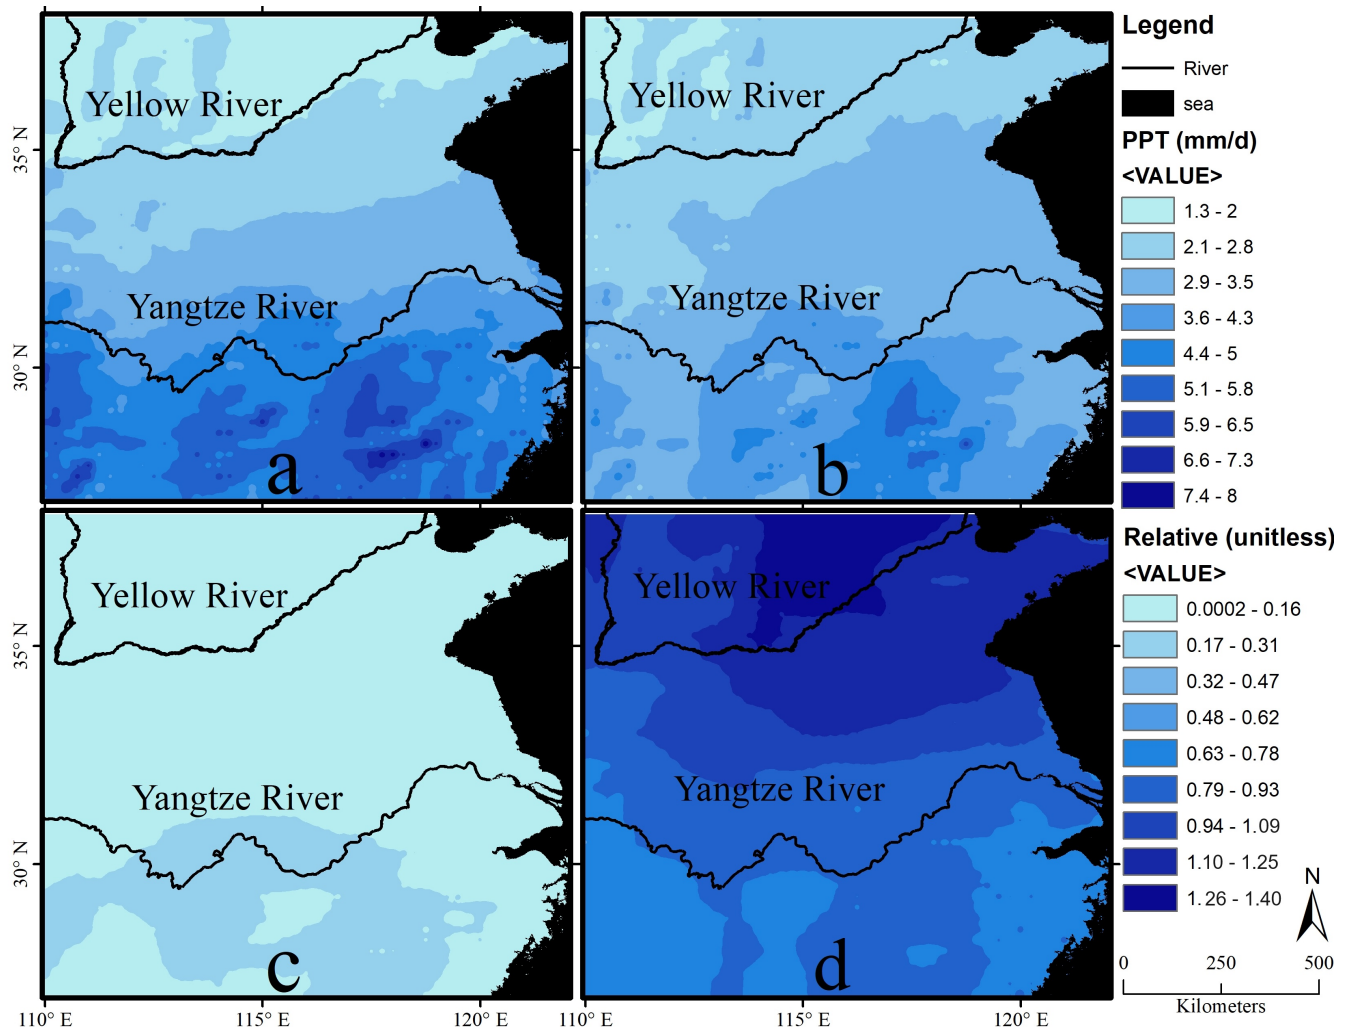 Yellow River
Yangtze River
a
Yellow River
Yangtze River
b
Yellow River
Yangtze River
c
Yellow River
Yangtze River
d
35° N
30° N
35° N
30° N
110° E
115° E
120° E
110° E
115° E
120° E
Legend
River
sea
PPT (mm/d)
<VALUE>
1.3 - 2
2.1 - 2.8
2.9 - 3.5
3.6 - 4.3
4.4 - 5
5.1 - 5.8
5.9 - 6.5
6.6 - 7.3
7.4 - 8
Relative (unitless)
<VALUE>
0.0002 - 0.16
0.17 - 0.31
0.32 - 0.47
0.48 - 0.62
0.63 - 0.78
0.79 - 0.93
0.94 - 1.09
1.10 - 1.25
1.26 - 1.40
N
0 250 500
Kilometers